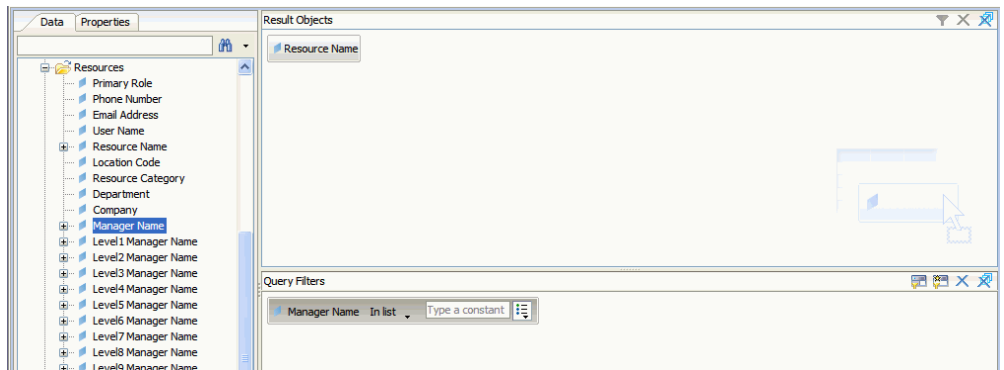 Data Properties
Resources
Primary Role
Phone Number
Email Address
User Name
Resource Name
Location Code
Resource Category
Department
Company
Manager Name
Level1 Manager Name
Level2 Manager Name
Level3 Manager Name
Level4 Manager Name
Level5 Manager Name
Level6 Manager Name
Level7 Manager Name
Level8 Manager Name
Level9 Manager Name
Result Objects
Resource Name
Query Filters
Manager Name In list Type a constant